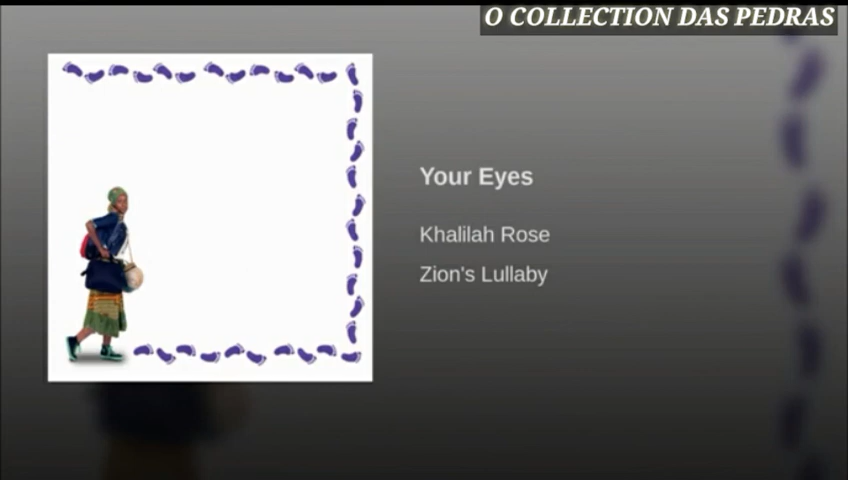 O COLLECTION DAS PEDRAS
Your Eyes
Khalilah Rose
Zion's Lullaby